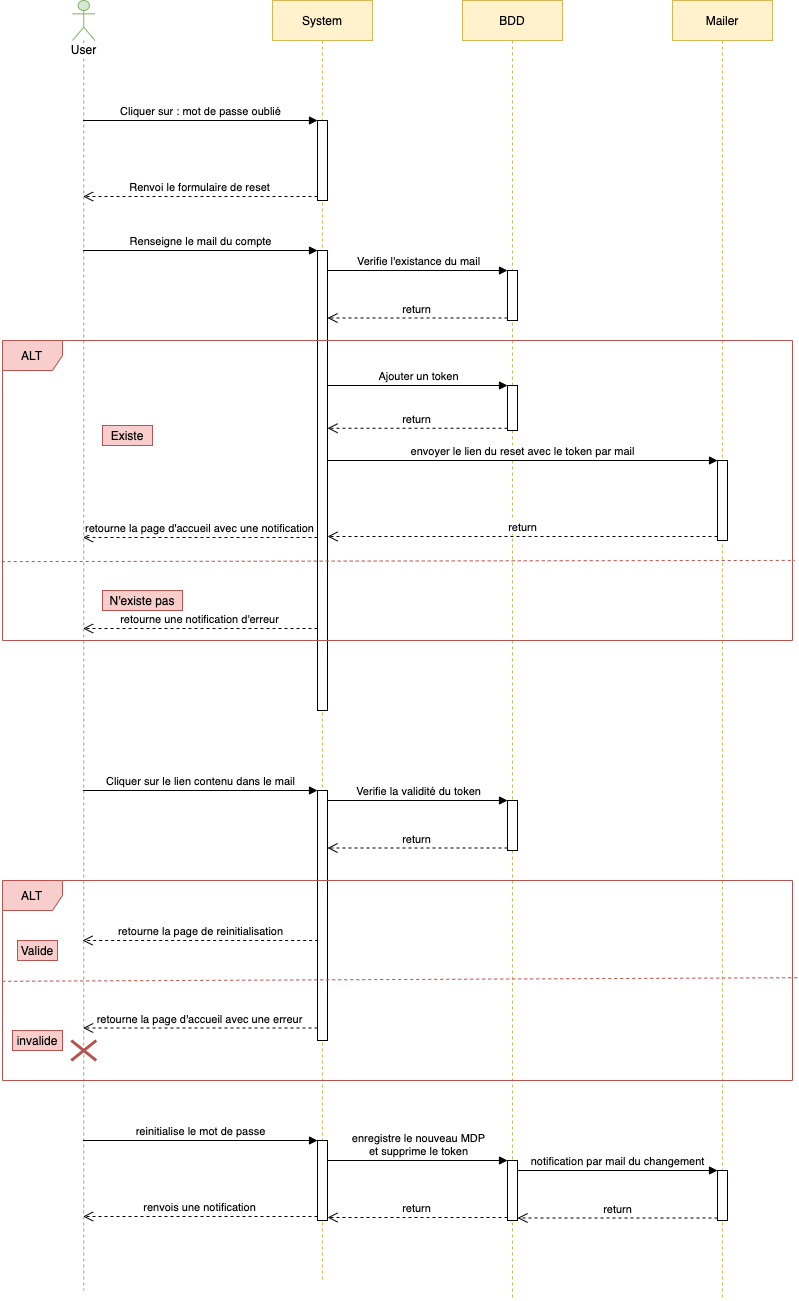 User
System
BDD
Mailer
Cliquer sur : mot de passe oublié
Renvoi le formulaire de reset
Renseigne le mail du compte
Verifie l'existance du mail
return
ALT
Ajouter un token
return
Existe
envoyer le lien du reset avec le token par mail
retourne la page d'accueil avec une notification
return
N'existe pas
retourne une notification d'erreur
Cliquer sur le lien contenu dans le mail
Verifie la validité du token
return
ALT
retourne la page de reinitialisation
Valide
retourne la page d'accueil avec une erreur
invalide
reinitialise le mot de passe
enregistre le nouveau MDP
et supprime le token
notification par mail du changement
renvois une notification
return
return